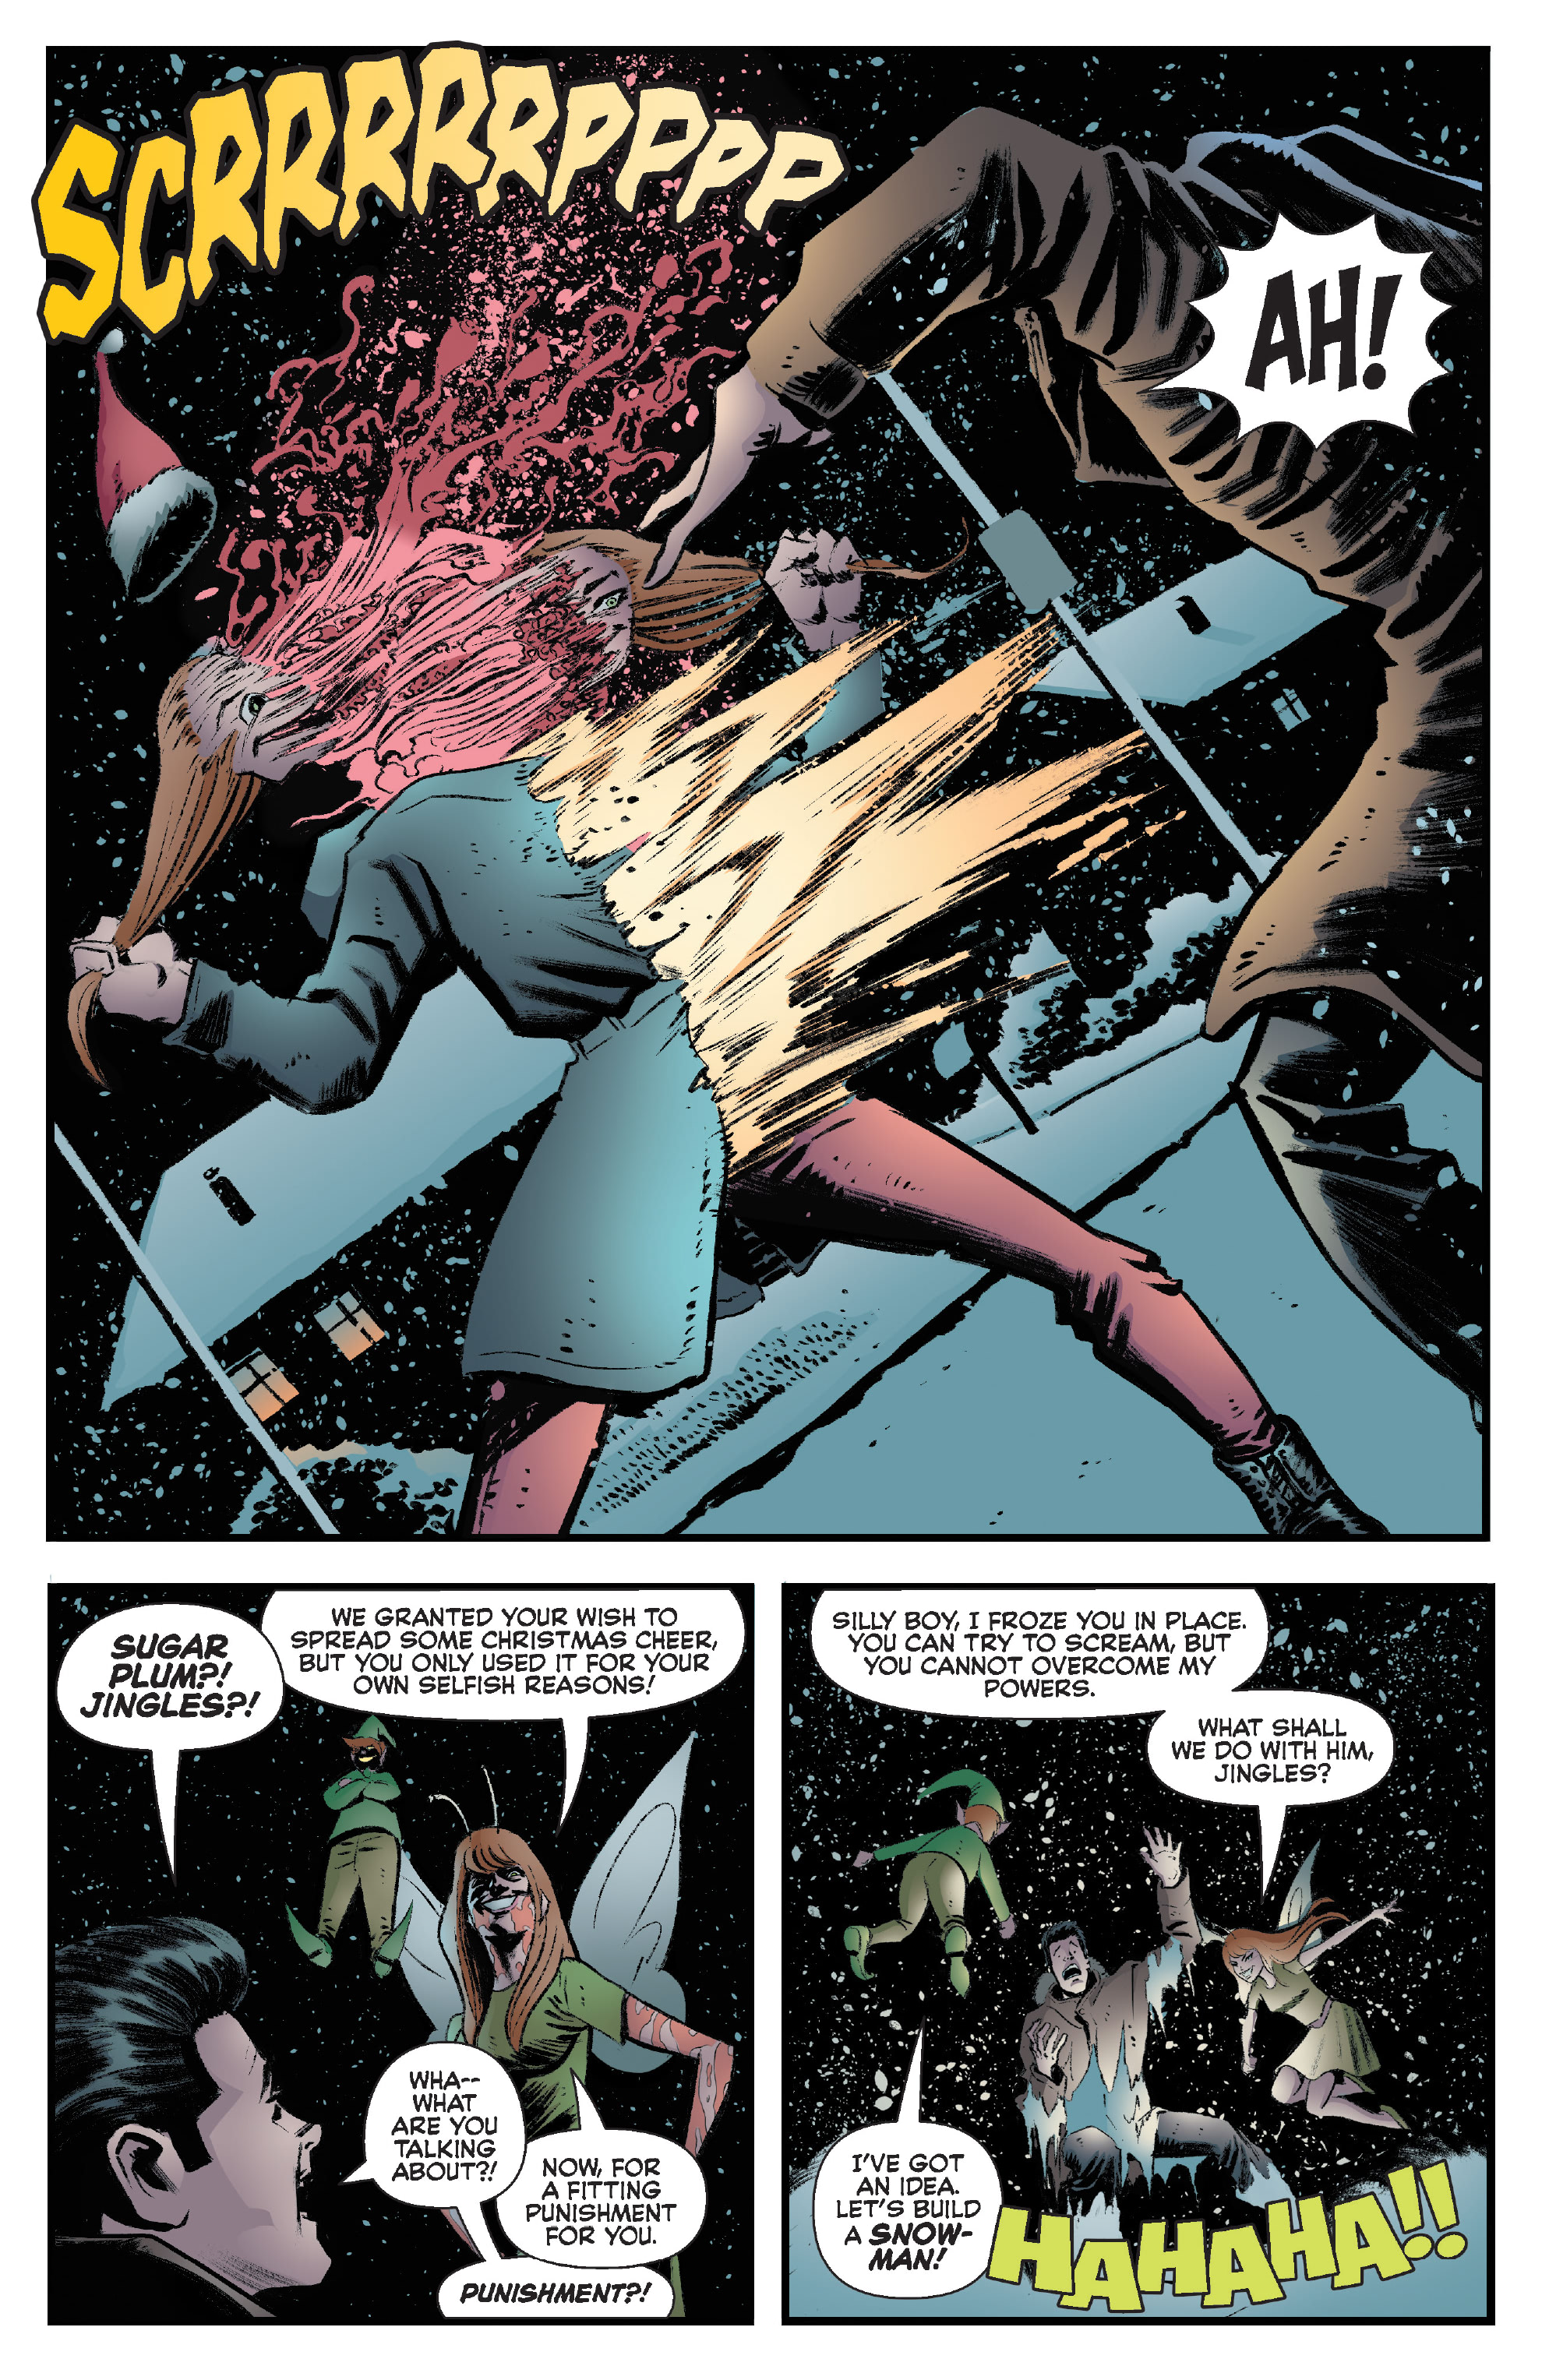 SCRRRRRPPPP
AH!
SUGAR
PLUM?!
JINGLES?!
WE GRANTED YOUR WISH TO
SPREAD SOME CHRISTMAS CHEER,
BUT YOU ONLY USED IT FOR YOUR
OWN SELFISH REASONS!
WHA--
WHAT
ARE YOU
TALKING
ABOUT?!
NOW, FOR
A FITTING
PUNISHMENT
FOR YOU.
PUNISHMENT?!
SILLY BOY, I FROZE YOU IN PLACE.
YOU CAN TRY TO SCREAM, BUT
YOU CANNOT OVERCOME MY
POWERS.
WHAT SHALL
WE DO WITH HIM,
JINGLES?
I'VE GOT
AN IDEA.
LET'S BUILD
A SNOW-
MAN!
HAHAHA!!